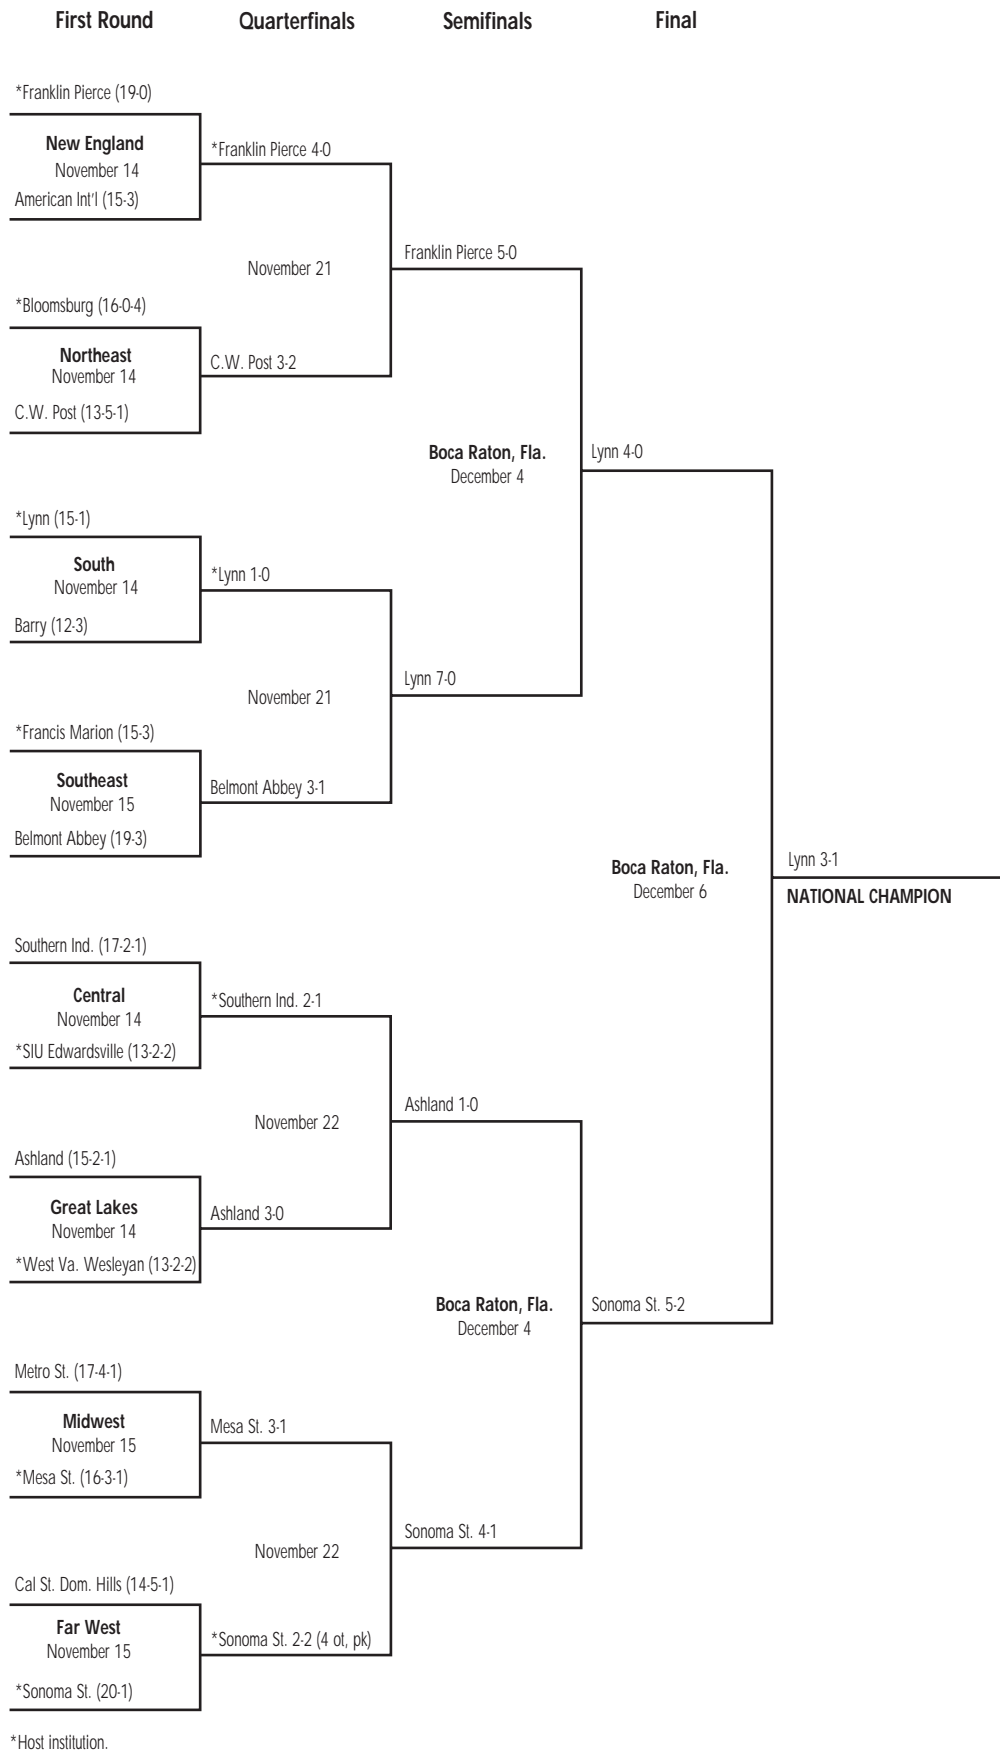 First Round
Quarterfinals
Semifinals
Final
*Franklin Pierce (19-0)
New England
November 14
American Int'l (15-3)
*Franklin Pierce 4-0
November 21
Franklin Pierce 5-0
*Bloomsburg (16-0-4)
Northeast
November 14
C.W. Post (13-5-1)
C.W. Post 3-2
Boca Raton, Fla.
December 4
Lynn 4-0
*Lynn (15-1)
South
November 14
Barry (12-3)
*Lynn 1-0
November 21
Lynn 7-0
*Francis Marion (15-3)
Southeast
November 15
Belmont Abbey (19-3)
Belmont Abbey 3-1
Boca Raton, Fla.
December 6
Lynn 3-1
NATIONAL CHAMPION
Southern Ind. (17-2-1)
Central
November 14
*SIU Edwardsville (13-2-2)
*Southern Ind. 2-1
November 22
Ashland 1-0
Ashland (15-2-1)
Great Lakes
November 14
*West Va. Wesleyan (13-2-2)
Ashland 3-0
Boca Raton, Fla.
December 4
Sonoma St. 5-2
Metro St. (17-4-1)
Midwest
November 15
*Mesa St. (16-3-1)
Mesa St. 3-1
November 22
Sonoma St. 4-1
Cal St. Dom. Hills (14-5-1)
Far West
November 15
*Sonoma St. (20-1)
*Sonoma St. 2-2 (4 ot, pk)
*Host institution.